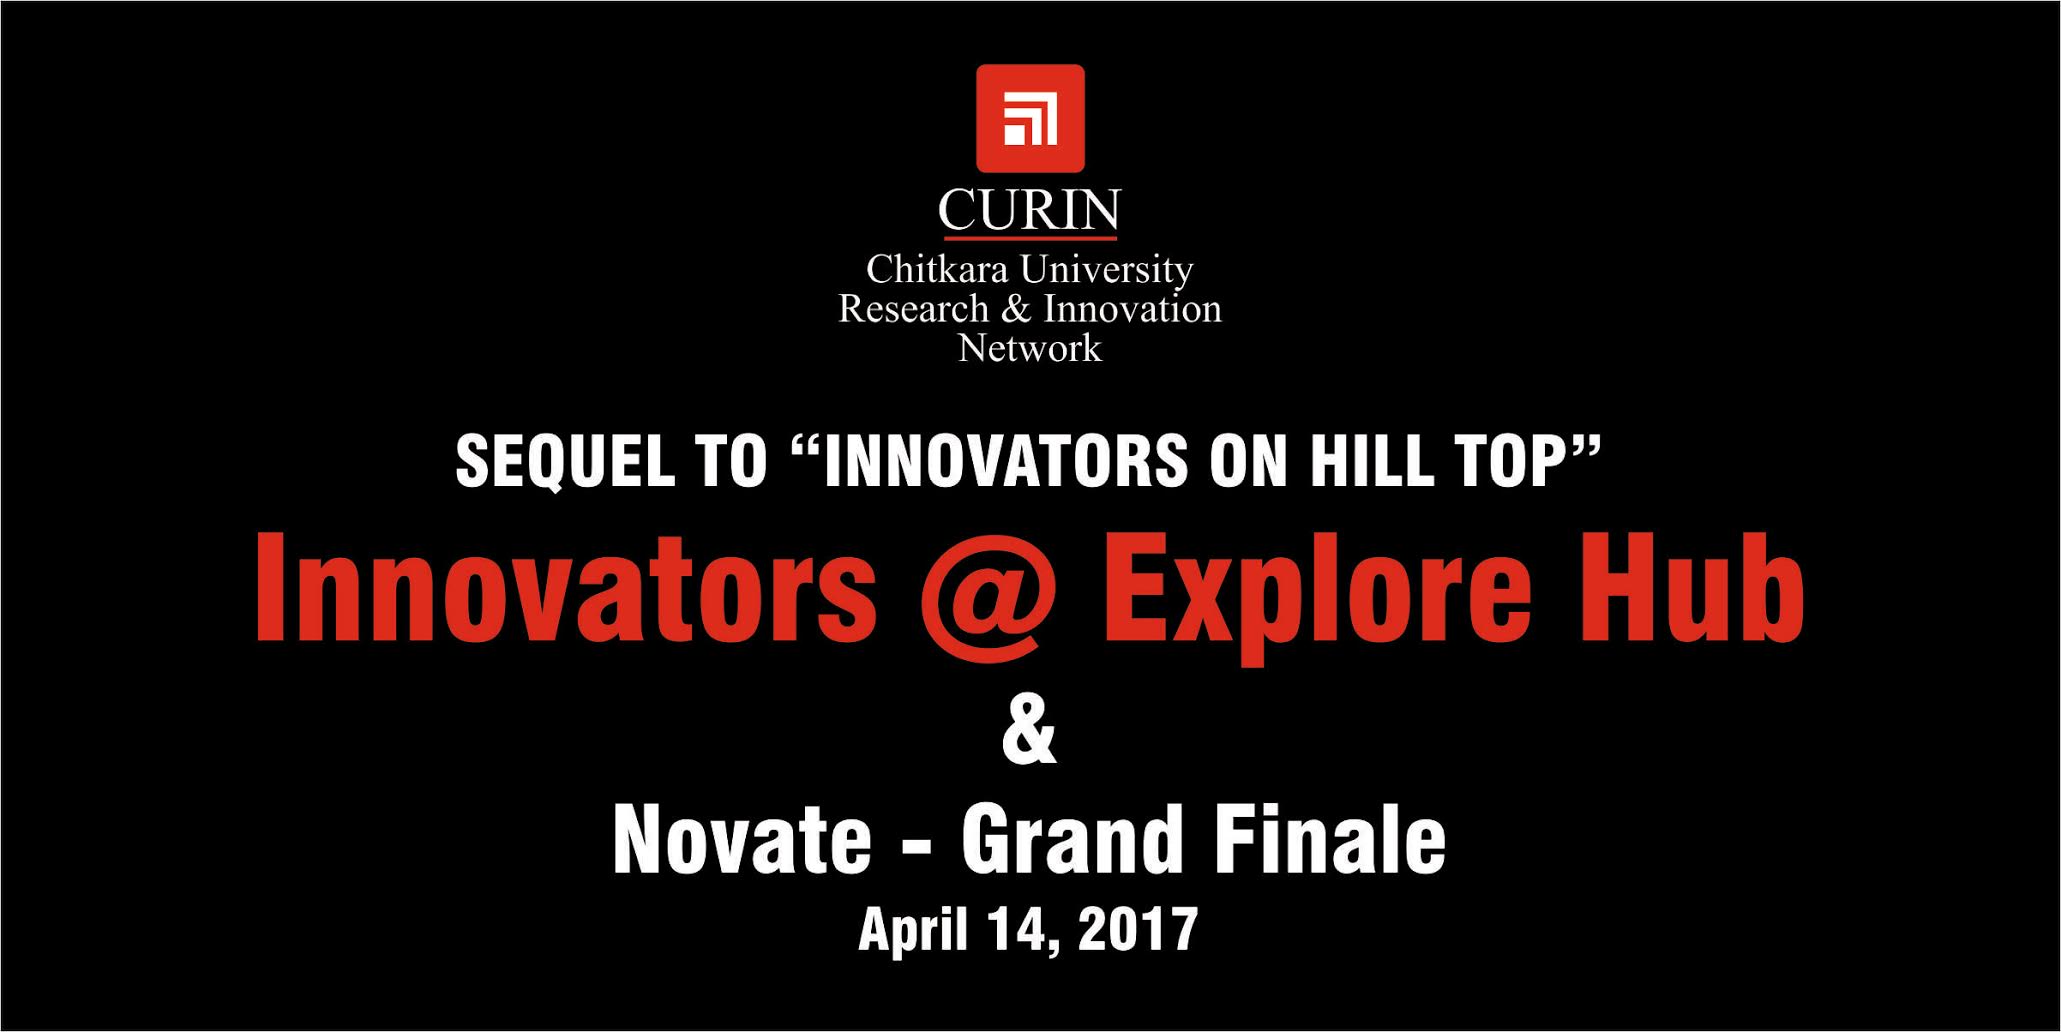 CURIN
Chitkara University
Research & Innovation
Network
SEQUEL TO “INNOVATORS ON HILL TOP”
Innovators @ Explore Hub
&
Novate - Grand Finale
April 14, 2017